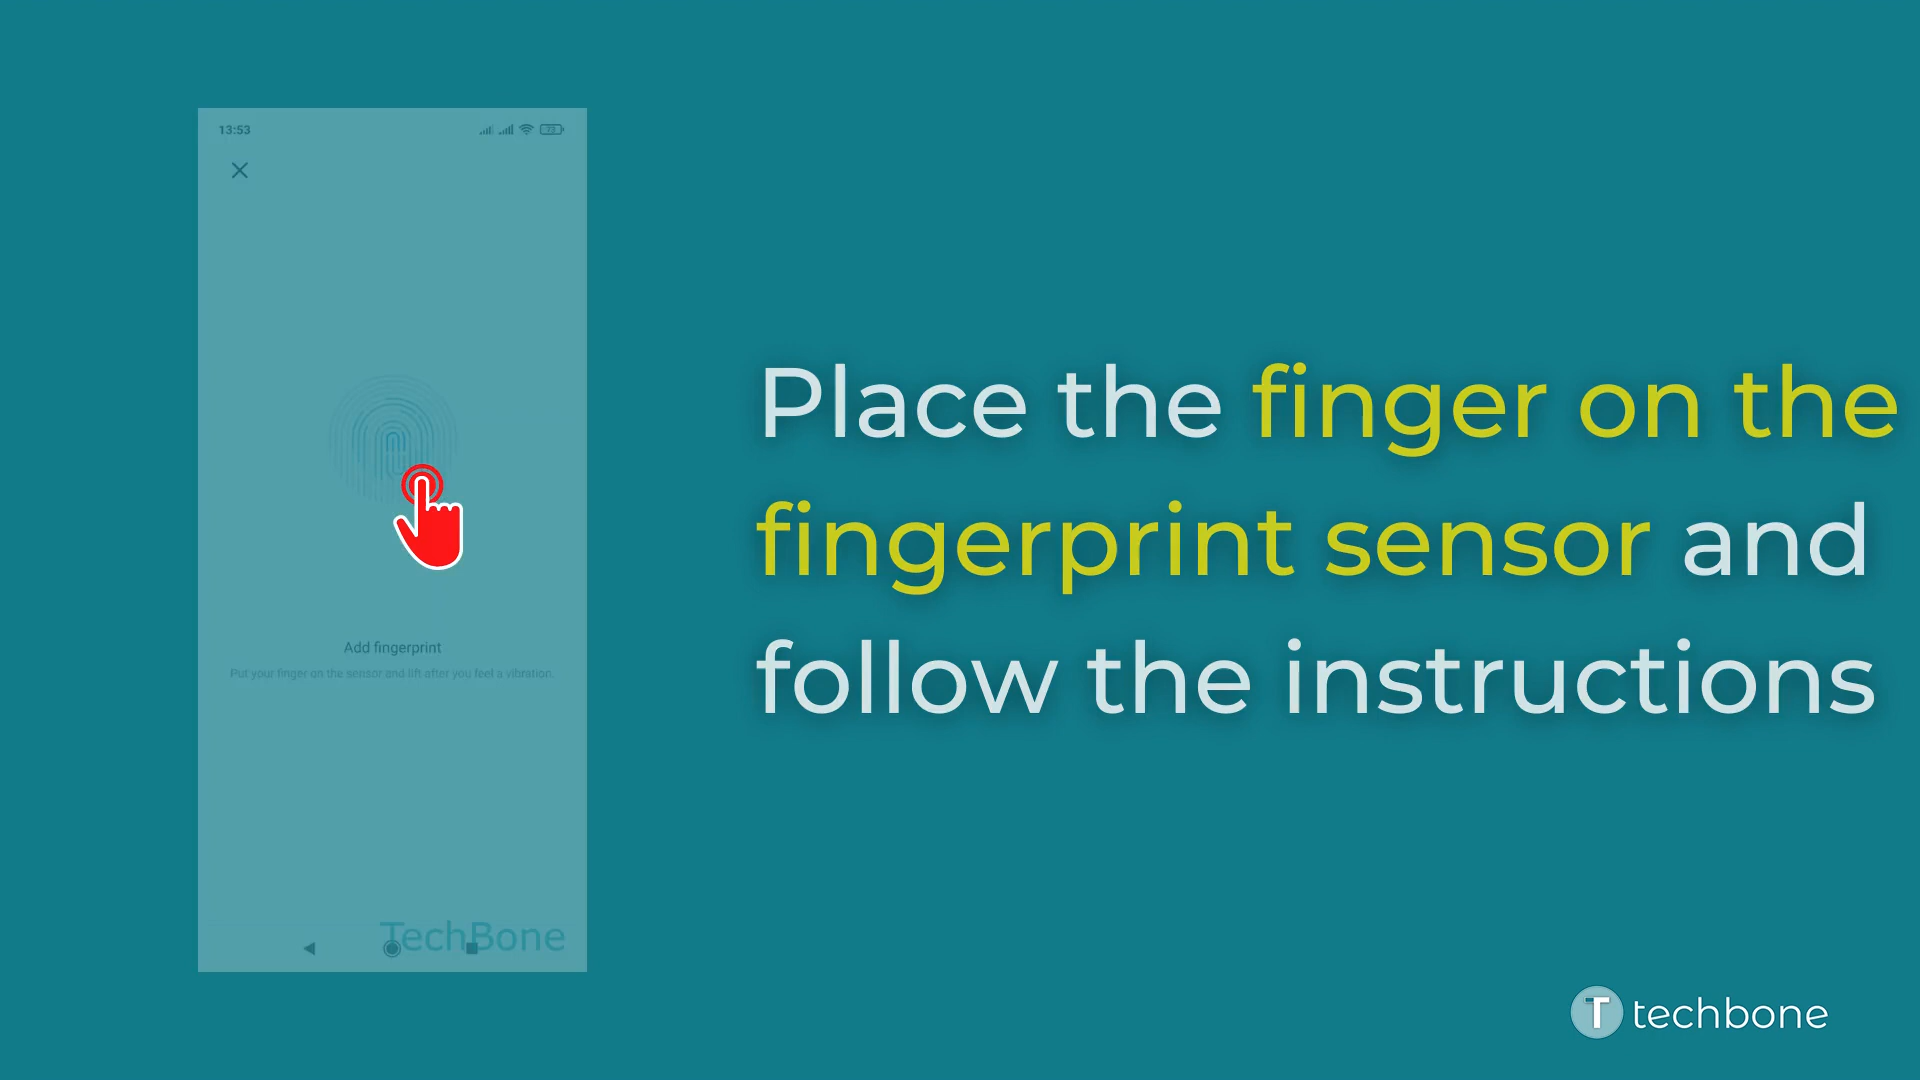 13:53
73
Place the finger on the
fingerprint sensor and
follow the instructions
Add fingerprint
Put your finger on the sensor and lift after you feel a vibration.
TechBone
T techbone